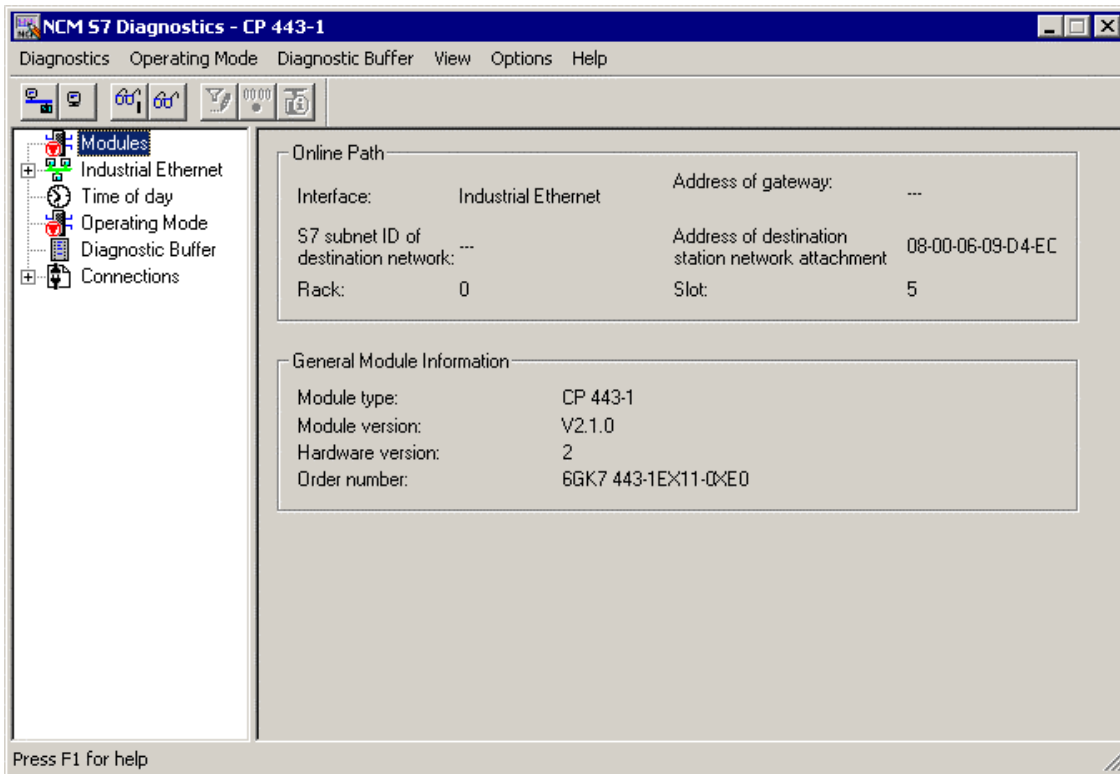 NCM S7 Diagnostics - CP 443-1
Diagnostics Operating Mode Diagnostic Buffer View Options Help
Modules
Industrial Ethernet
Time of day
Operating Mode
Diagnostic Buffer
Connections
Online Path
Interface: Industrial Ethernet
Address of gateway: ---
S7 subnet ID of
destination network: ---
Address of destination
station network attachment 08-00-06-09-D4-EC
Rack: 0
Slot: 5
General Module Information
Module type: CP 443-1
Module version: V2.1.0
Hardware version: 2
Order number: 6GK7 443-1EX11-0XE0
Press F1 for help